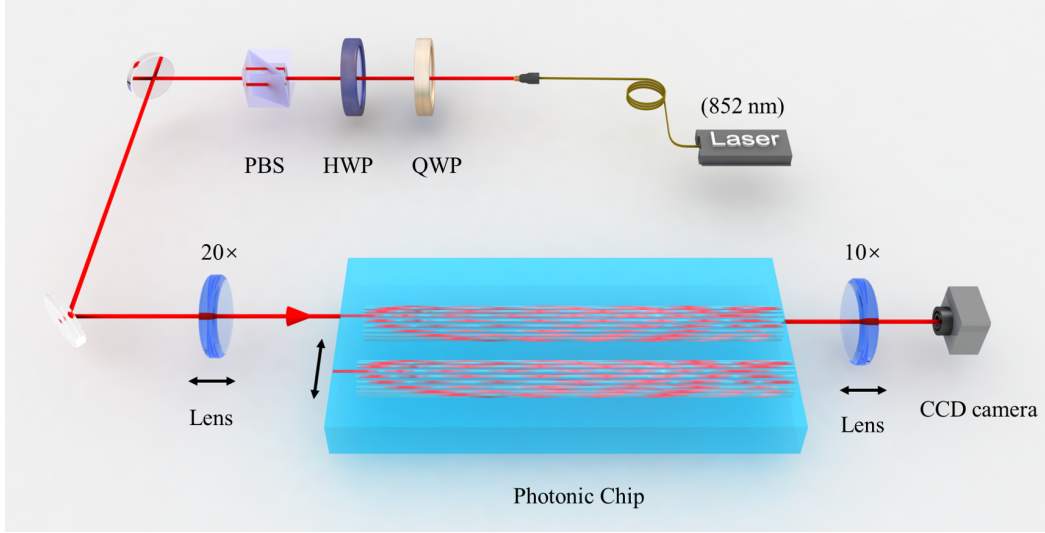 (852 nm)
Laser
PBS
HWP
QWP
20×
10×
Lens
Lens
CCD camera
Photonic Chip